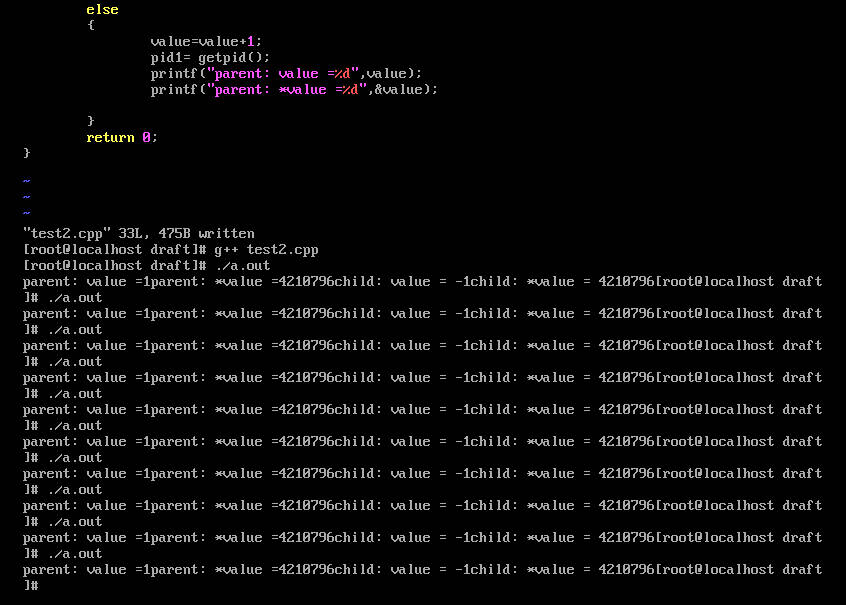 else
{
value=value+1;
pid1= getpid();
printf("parent: value =%d",value);
printf("parent: *value =%d",&value);
}
return 0;
}
~
~
~
"test2.cpp" 33L, 475B written
[root@localhost draft]# g++ test2.cpp
[root@localhost draft]# ./a.out
parent: value =1parent: *value =4210796child: value = -1child: *value = 4210796[root@localhost draft
]# ./a.out
parent: value =1parent: *value =4210796child: value = -1child: *value = 4210796[root@localhost draft
]# ./a.out
parent: value =1parent: *value =4210796child: value = -1child: *value = 4210796[root@localhost draft
]# ./a.out
parent: value =1parent: *value =4210796child: value = -1child: *value = 4210796[root@localhost draft
]# ./a.out
parent: value =1parent: *value =4210796child: value = -1child: *value = 4210796[root@localhost draft
]# ./a.out
parent: value =1parent: *value =4210796child: value = -1child: *value = 4210796[root@localhost draft
]# ./a.out
parent: value =1parent: *value =4210796child: value = -1child: *value = 4210796[root@localhost draft
]# ./a.out
parent: value =1parent: *value =4210796child: value = -1child: *value = 4210796[root@localhost draft
]# ./a.out
parent: value =1parent: *value =4210796child: value = -1child: *value = 4210796[root@localhost draft
]# ./a.out
parent: value =1parent: *value =4210796child: value = -1child: *value = 4210796[root@localhost draft
]#